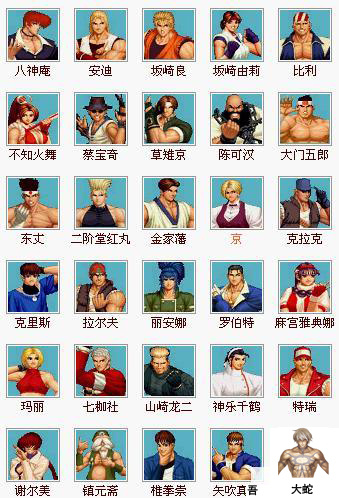 八神庵 安迪 坂崎良 坂崎由莉 比利
不知火舞 蔡宝奇 草雉京 陈可汉 大门五郎
东丈 二阶堂红丸 金家藩 京 克拉克
克里斯 拉尔夫 丽安娜 罗伯特 麻宫雅典娜
玛丽 七枷社 山崎龙二 神乐千鹤 特瑞
谢尔美 镇元斋 椎拳崇 矢吹真吾 大蛇